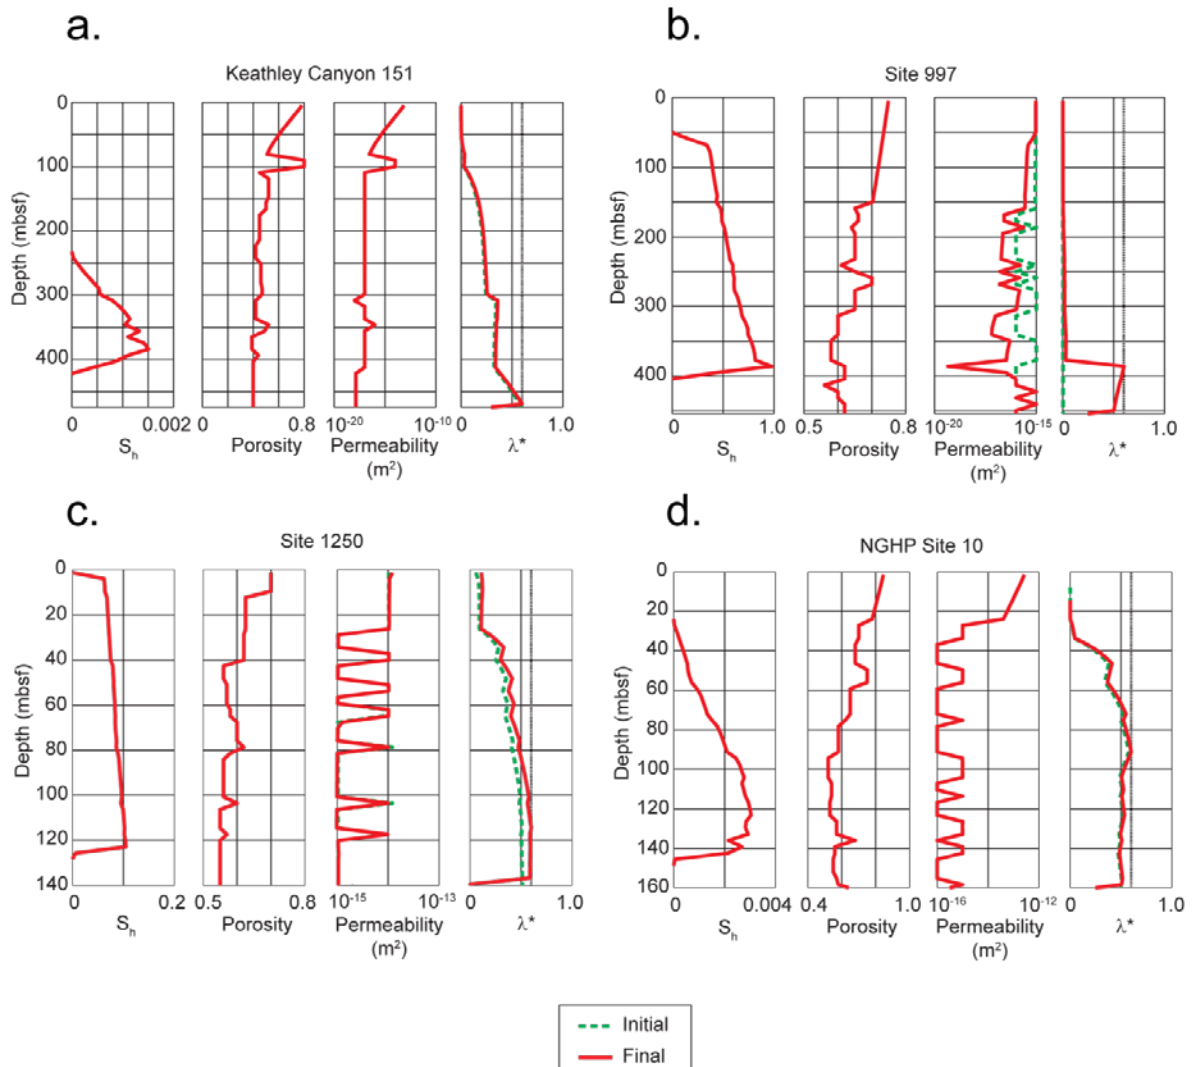 a.
Keathley Canyon 151
0
100
200
300
400
Depth (mbsf)
0 0.002
S_h
0 0.8
Porosity
10^-20 10^-10
Permeability
(m²)
0 1.0
λ*
b.
Site 997
0
100
200
300
400
Depth (mbsf)
0 1.0
S_h
0.5 0.8
Porosity
10^-20 10^-15
Permeability
(m²)
0 1.0
λ*
c.
Site 1250
0
20
40
60
80
100
120
140
Depth (mbsf)
0 0.2
S_h
0.5 0.8
Porosity
10^-15 10^-13
Permeability
(m²)
0 1.0
λ*
d.
NGHP Site 10
0
20
40
60
80
100
120
140
160
Depth (mbsf)
0 0.004
S_h
0.4 1.0
Porosity
10^-16 10^-12
Permeability
(m²)
0 1.0
λ*
Initial
Final